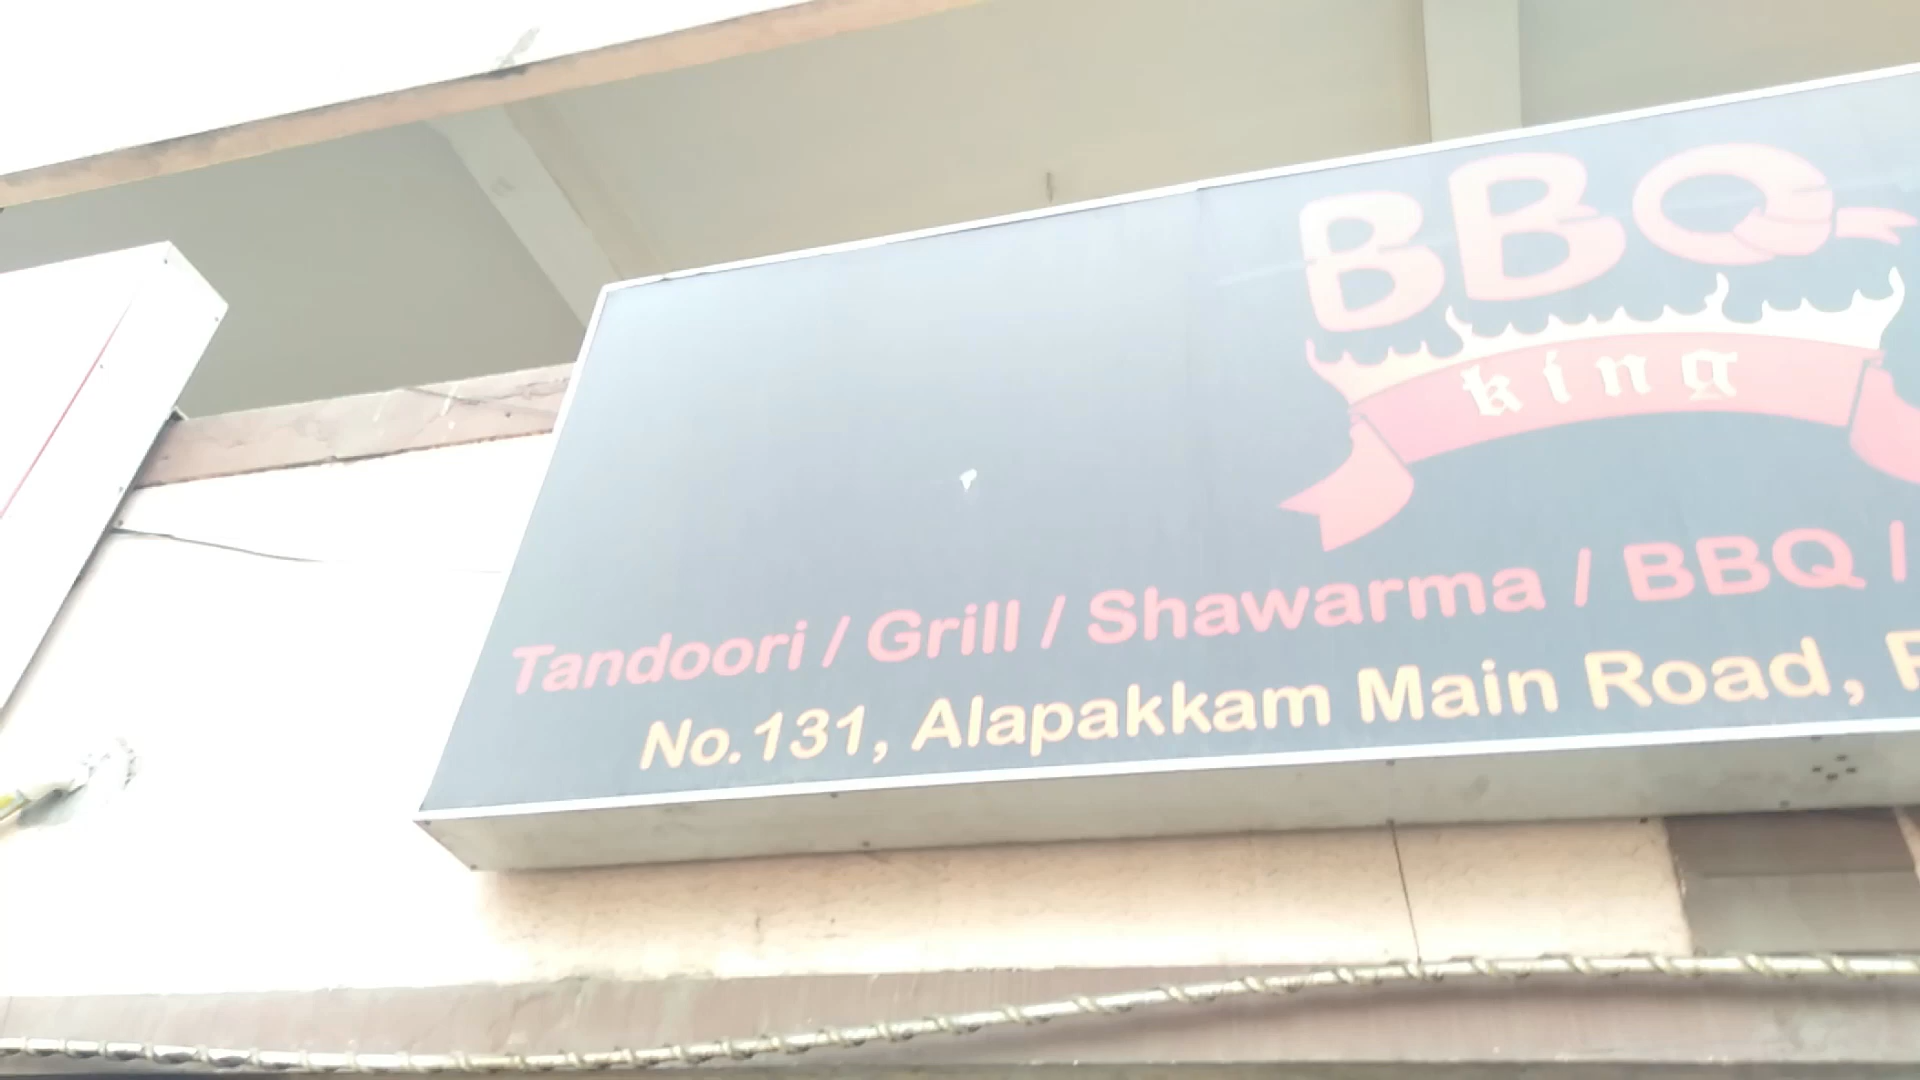 BBQ
king
Tandoori / Grill / Shawarma / BBQ /
No.131, Alapakkam Main Road,